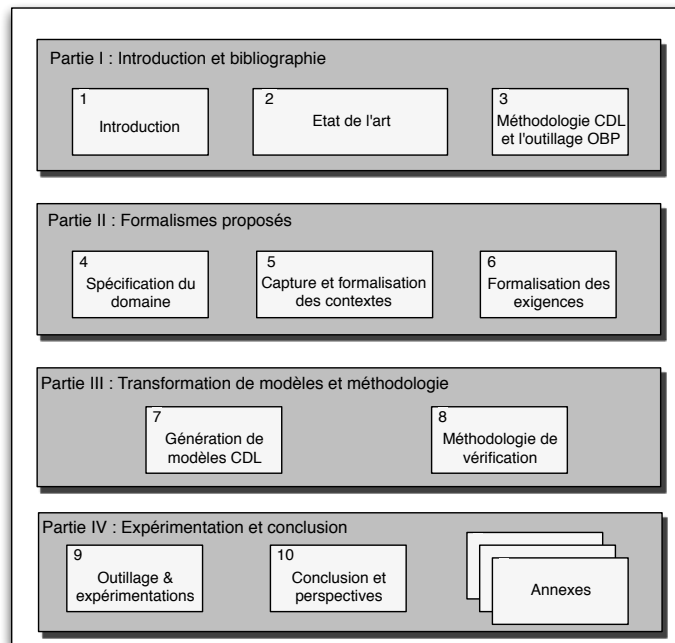 Partie I : Introduction et bibliographie
1
Introduction
2
Etat de l'art
3
Méthodologie CDL
et l'outillage OBP
Partie II : Formalismes proposés
4
Spécification du
domaine
5
Capture et formalisation
des contextes
6
Formalisation des
exigences
Partie III : Transformation de modèles et méthodologie
7
Génération de
modèles CDL
8
Méthodologie de
vérification
Partie IV : Expérimentation et conclusion
9
Outillage &
expérimentations
10
Conclusion et
perspectives
Annexes